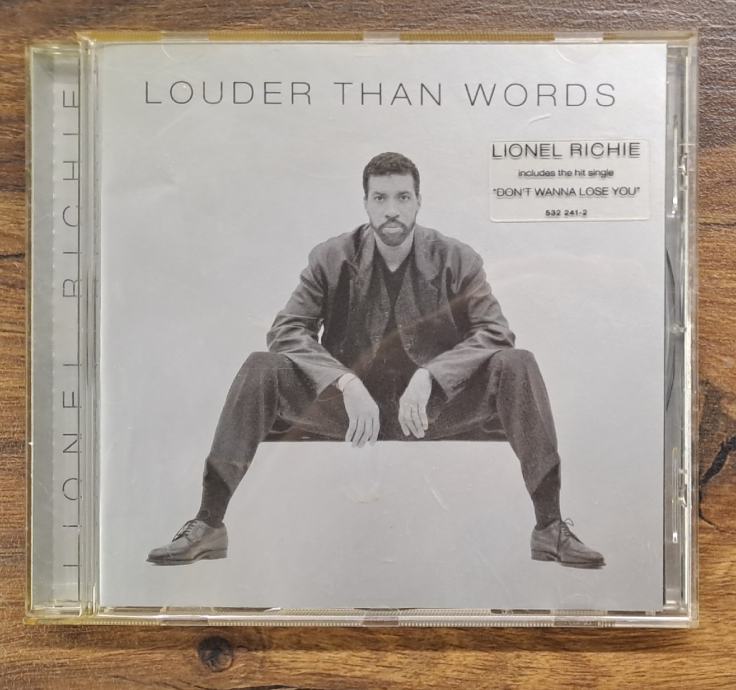 LOUDER THAN WORDS
LIONEL RICHIE
includes the hit single
"DON'T WANNA LOSE YOU"
532 241-2
LIONEL RICHIE